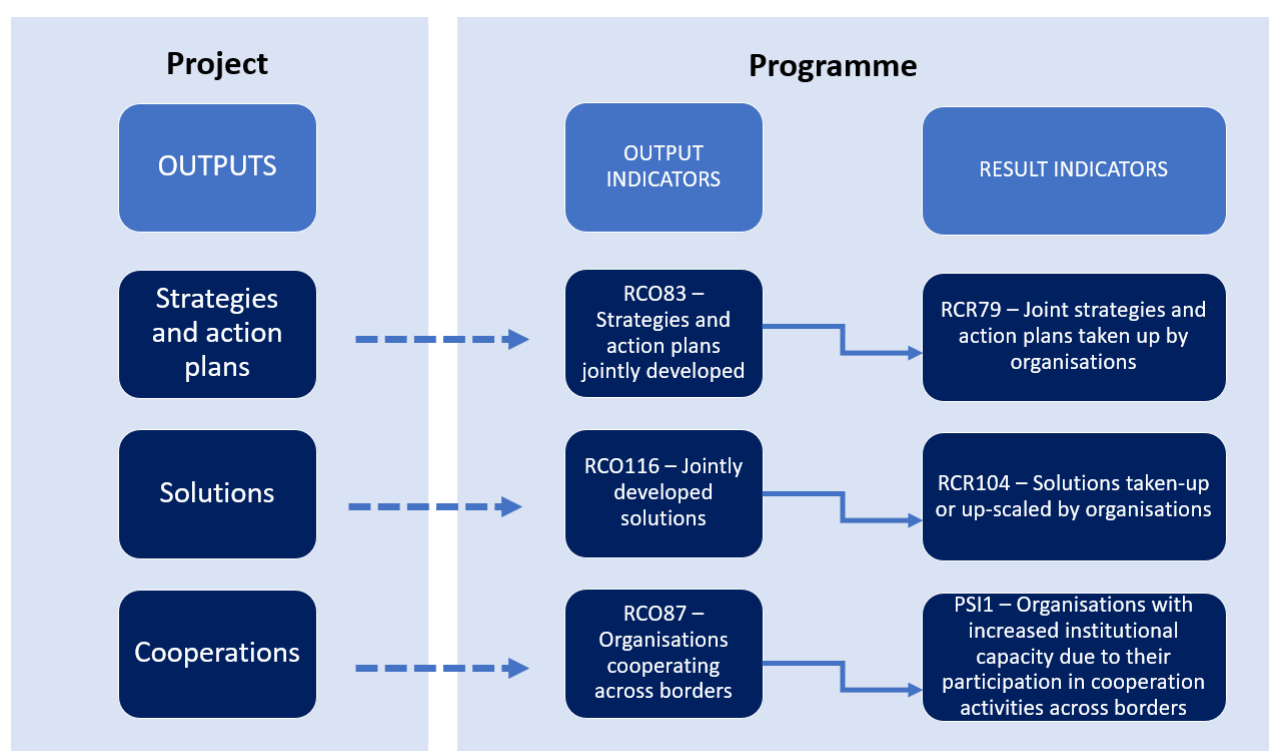 Project
Programme
OUTPUTS
OUTPUT
INDICATORS
RESULT INDICATORS
Strategies
and action
plans
RCO83 –
Strategies and
action plans
jointly developed
RCR79 – Joint strategies and
action plans taken up by
organisations
Solutions
RCO116 – Jointly
developed
solutions
RCR104 – Solutions taken-up
or up-scaled by organisations
Cooperations
RCO87 –
Organisations
cooperating
across borders
PSI1 – Organisations with
increased institutional
capacity due to their
participation in cooperation
activities across borders